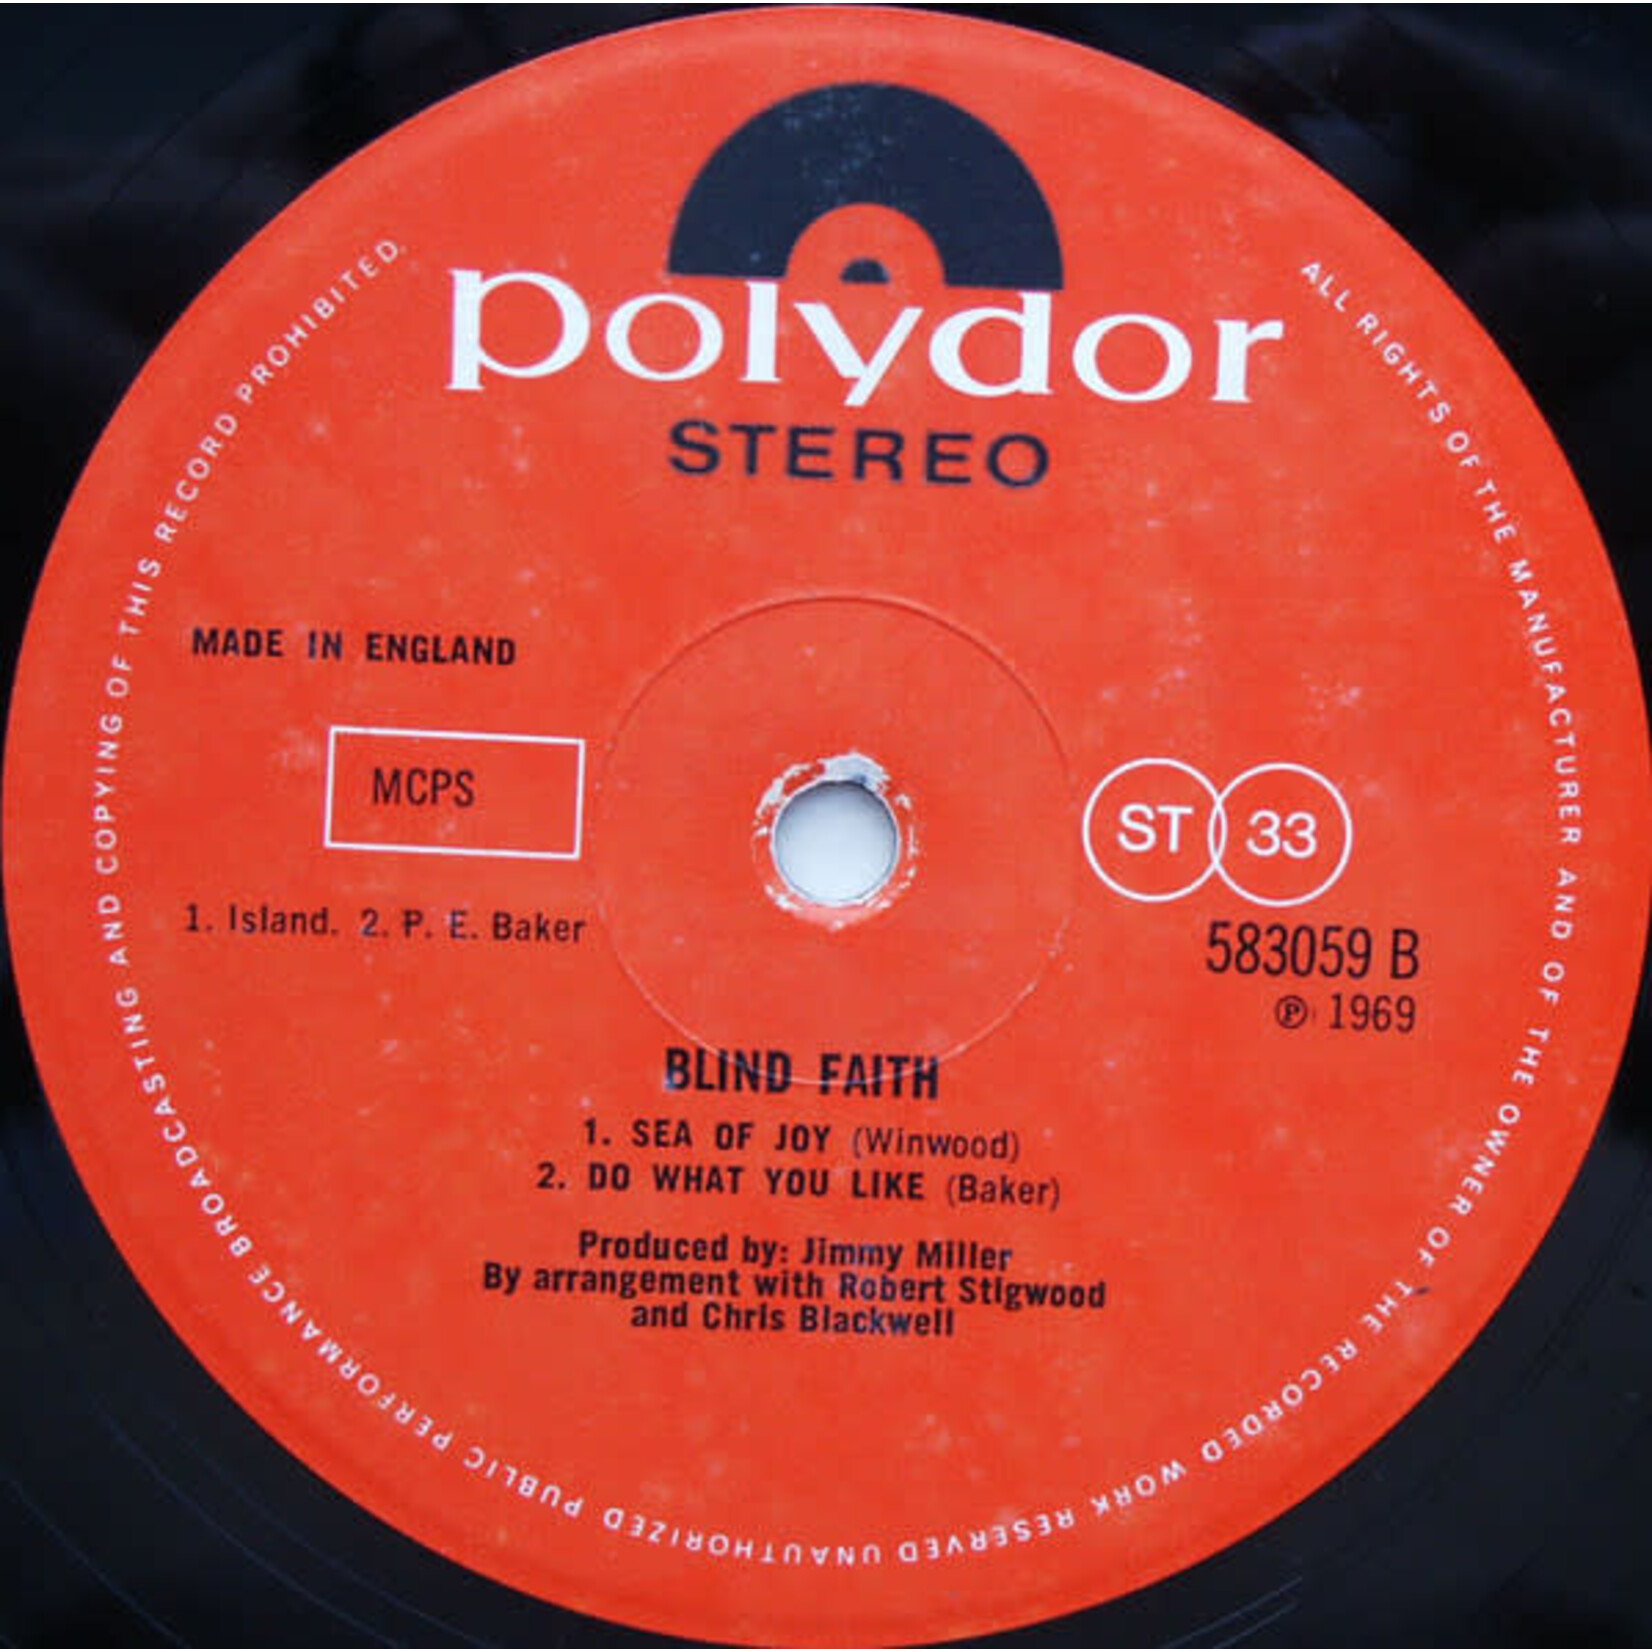 polydor
STEREO
ALL RIGHTS OF THE MANUFACTURER AND OF THE OWNER OF THE RECORDED WORK RESERVED UNAUTHORIZED PUBLIC PERFORMANCE BROADCASTING AND COPYING OF THIS RECORD PROHIBITED.
MADE IN ENGLAND
MCPS
ST 33
1. Island. 2. P. E. Baker
583059 B
℗ 1969
BLIND FAITH
1. SEA OF JOY (Winwood)
2. DO WHAT YOU LIKE (Baker)
Produced by: Jimmy Miller
By arrangement with Robert Stigwood
and Chris Blackwell